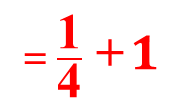 = 1/4 + 1